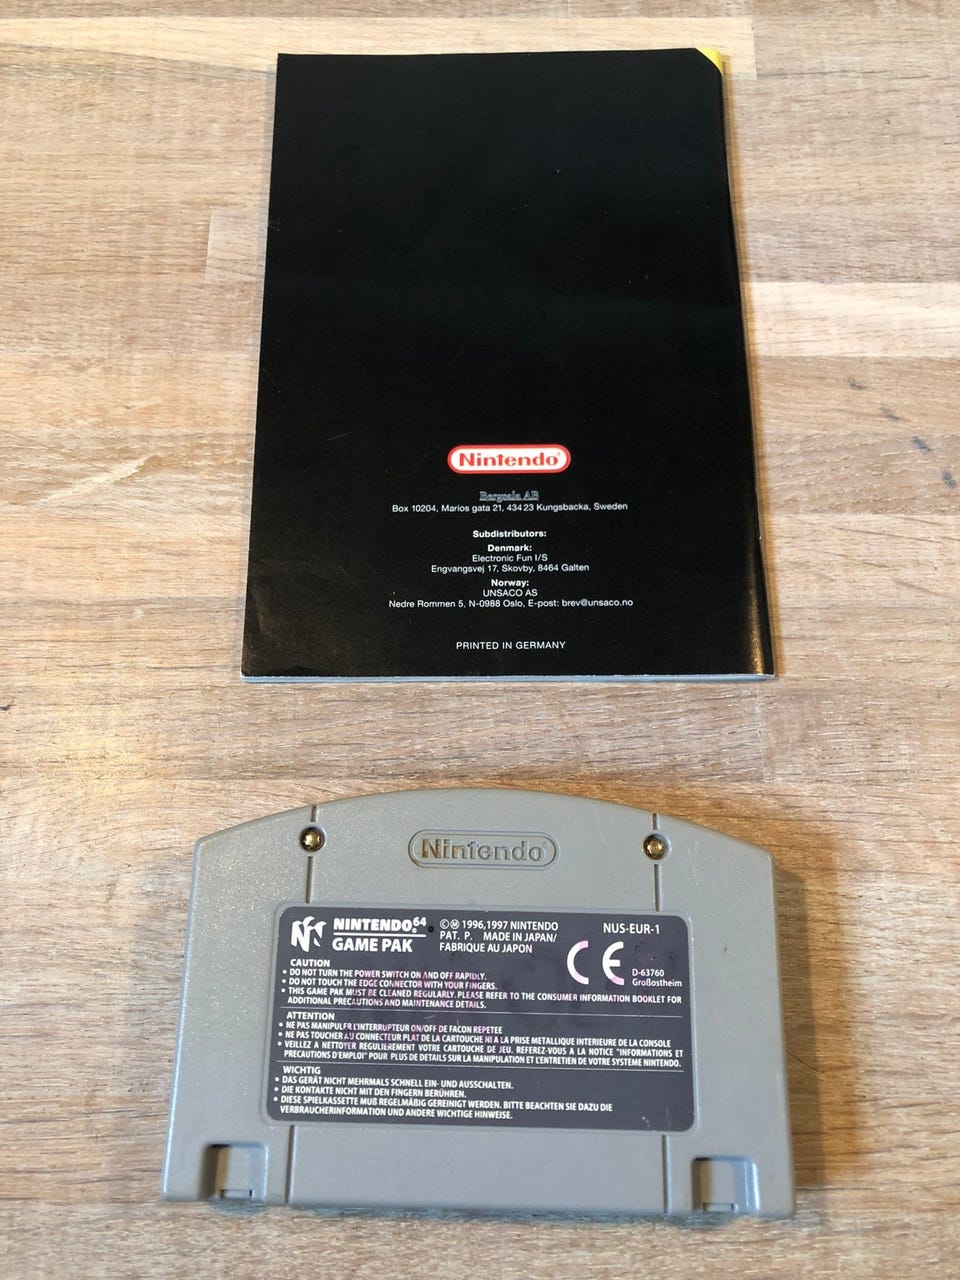 Nintendo®
Bergsala AB
Box 10204, Marios gata 21, 434 23 Kungsbacka, Sweden
Subdistributors:
Denmark:
Electronic Fun I/S
Engvangsvej 17, Skovby, 8464 Galten
Norway:
UNSACO AS
Nedre Rommen 5, N-0988 Oslo, E-post: brev@unsaco.no
PRINTED IN GERMANY
Nintendo®
NINTENDO64®
GAME PAK
©Ⓜ 1996,1997 NINTENDO
PAT. P. MADE IN JAPAN/
FABRIQUE AU JAPON
NUS-EUR-1
CE
D-63760
Großostheim
CAUTION
• DO NOT TURN THE POWER SWITCH ON AND OFF RAPIDLY.
• DO NOT TOUCH THE EDGE CONNECTOR WITH YOUR FINGERS.
• THIS GAME PAK MUST BE CLEANED REGULARLY. PLEASE REFER TO THE CONSUMER INFORMATION BOOKLET FOR
ADDITIONAL PRECAUTIONS AND MAINTENANCE DETAILS.
ATTENTION
• NE PAS MANIPULER L'INTERRUPTEUR ON/OFF DE FACON REPETEE
• NE PAS TOUCHER AU CONNECTEUR PLAT DE LA CARTOUCHE NI A LA PRISE METALLIQUE INTERIEURE DE LA CONSOLE
• VEILLEZ A NETTOYER REGULIEREMENT VOTRE CARTOUCHE DE JEU. REFEREZ-VOUS A LA NOTICE "INFORMATIONS ET
PRECAUTIONS D'EMPLOI" POUR PLUS DE DETAILS SUR LA MANIPULATION ET L'ENTRETIEN DE VOTRE SYSTEME NINTENDO.
WICHTIG
• DAS GERÄT NICHT MEHRMALS SCHNELL EIN- UND AUSSCHALTEN.
• DIE KONTAKTE NICHT MIT DEN FINGERN BERÜHREN.
• DIESE SPIELKASSETTE MUß REGELMÄßIG GEREINIGT WERDEN. BITTE BEACHTEN SIE DAZU DIE
VERBRAUCHERINFORMATION UND ANDERE WICHTIGE HINWEISE.